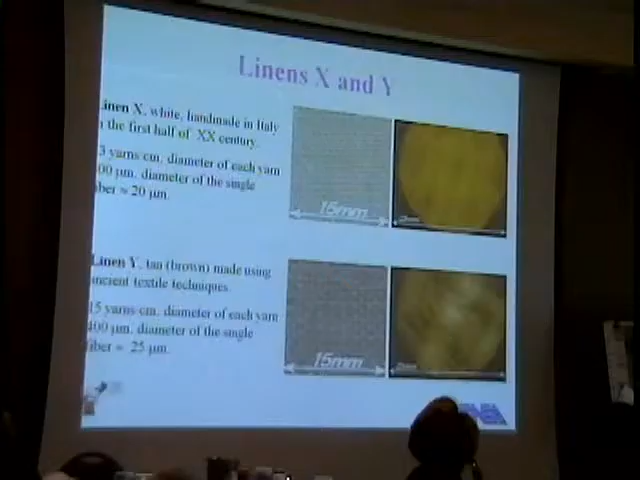 Linens X and Y
Linen X, white, handmade in Italy
the first half of XX century.
3 yarns cm, diameter of each yarn
00 µm. diameter of the single
fiber ≈ 20 µm.
15mm
Linen Y, tan (brown) made using
ancient textile techniques.
15 yarns cm. diameter of each yarn
400 µm. diameter of the single
fiber ≈ 25 µm.
15mm